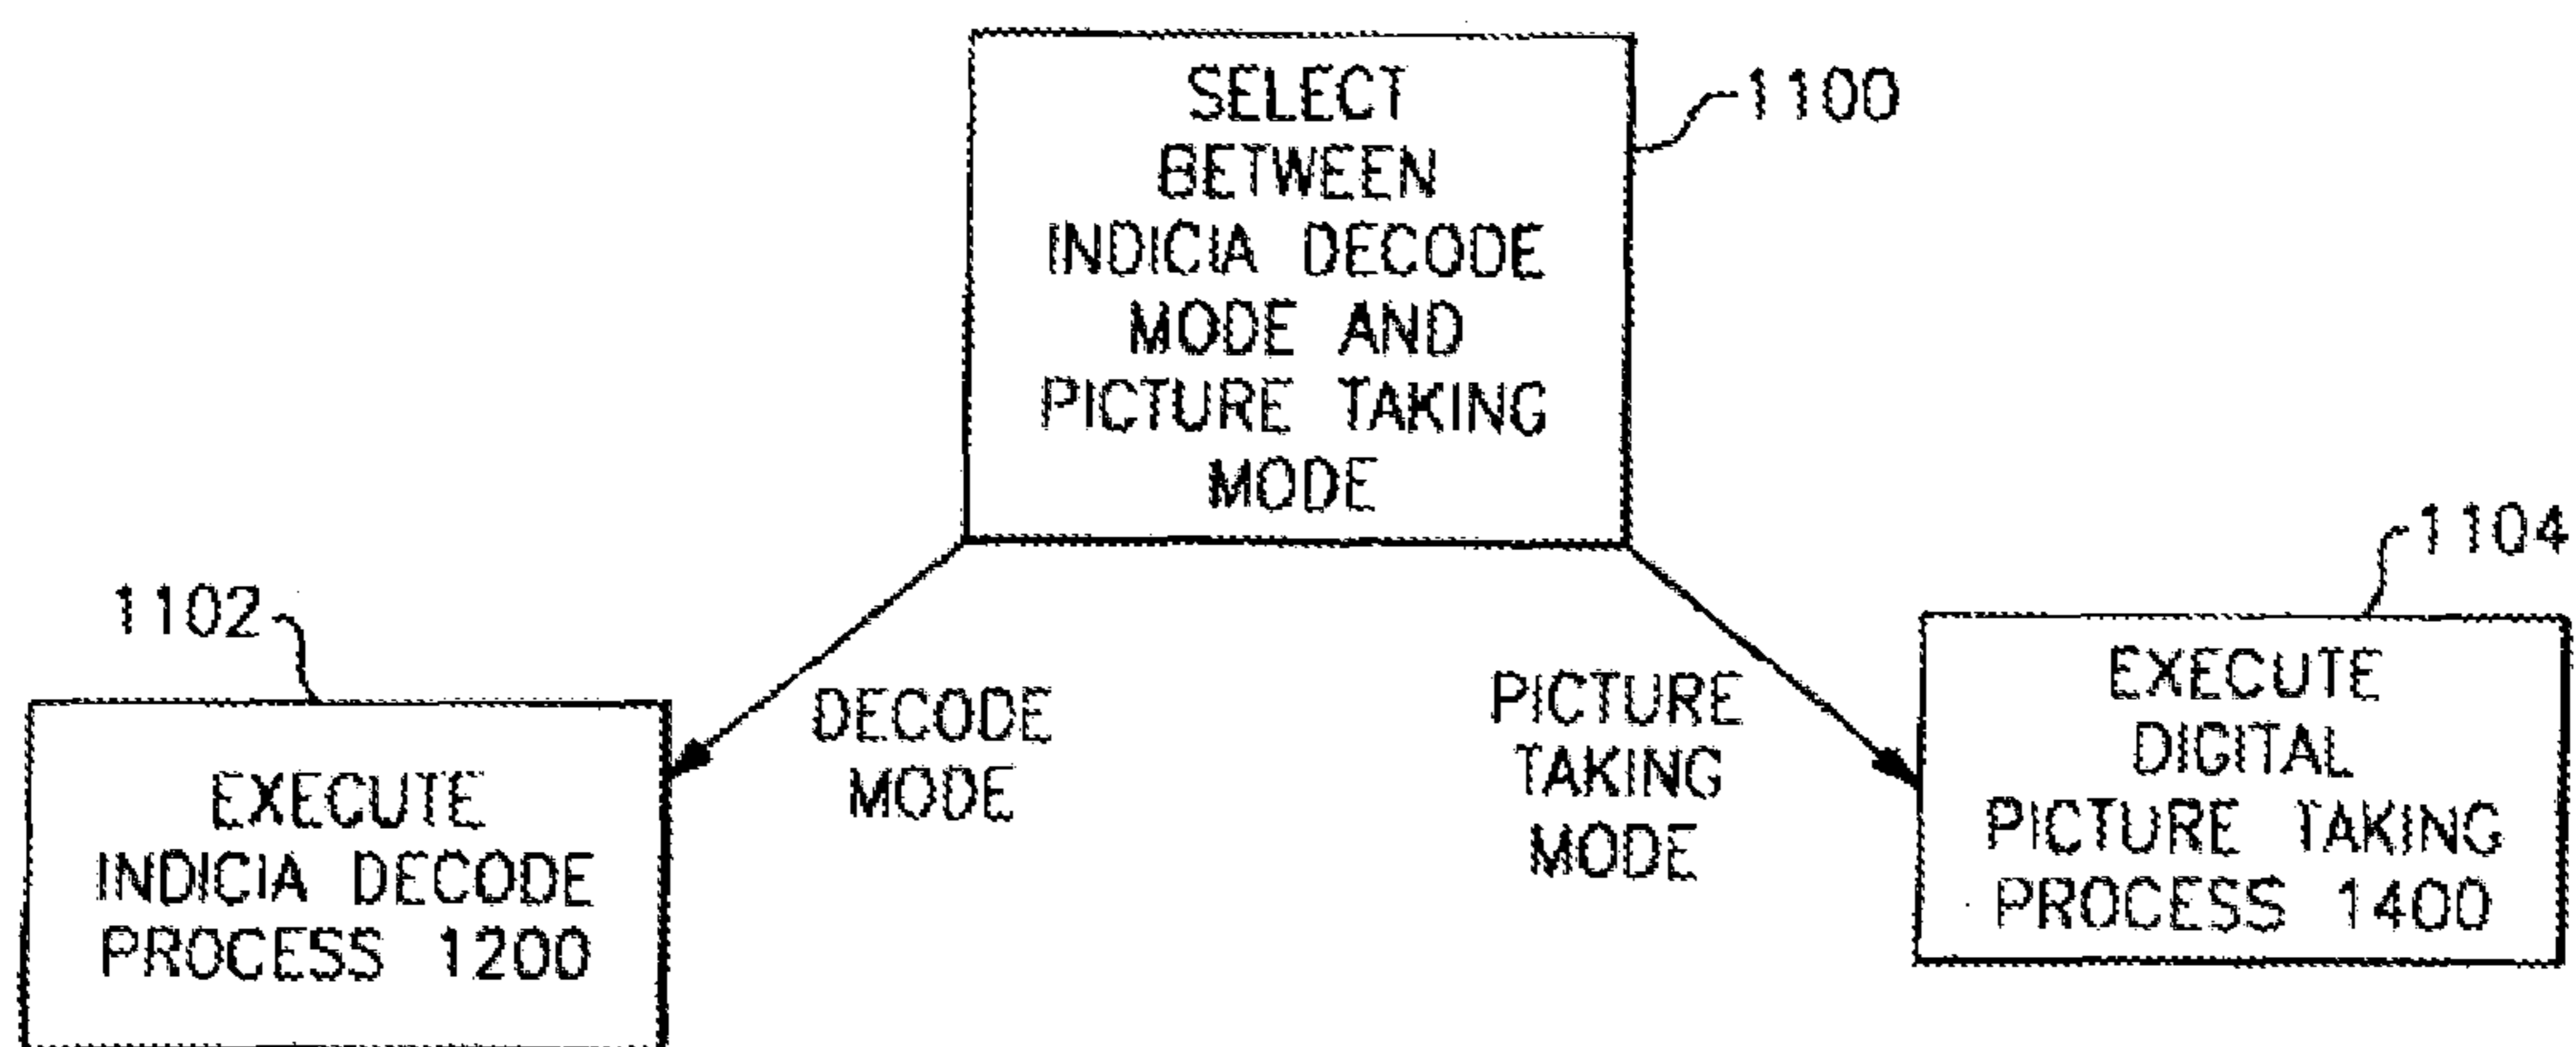 SELECT
BETWEEN
INDICIA DECODE
MODE AND
PICTURE TAKING
MODE
1100
1102
EXECUTE
INDICIA DECODE
PROCESS 1200
DECODE
MODE
PICTURE
TAKING
MODE
1104
EXECUTE
DIGITAL
PICTURE TAKING
PROCESS 1400